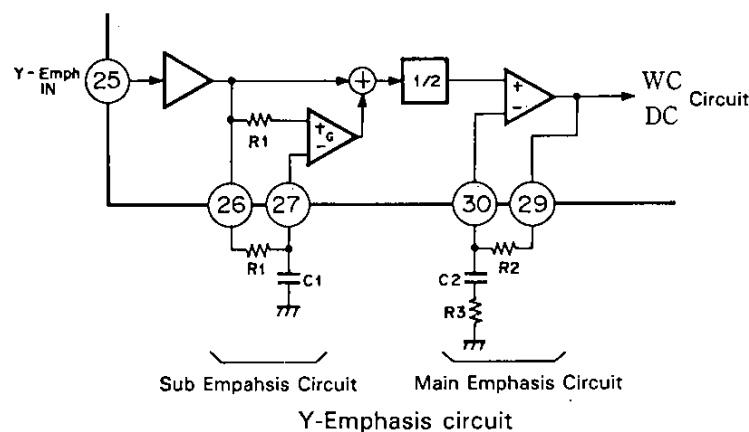 Y-Emph
IN
25
1/2
+
-
WC
DC
Circuit
R1
+
-
G
26
27
30
29
R1
C1
R2
C2
R3
Sub Empahsis Circuit
Main Emphasis Circuit
Y-Emphasis circuit